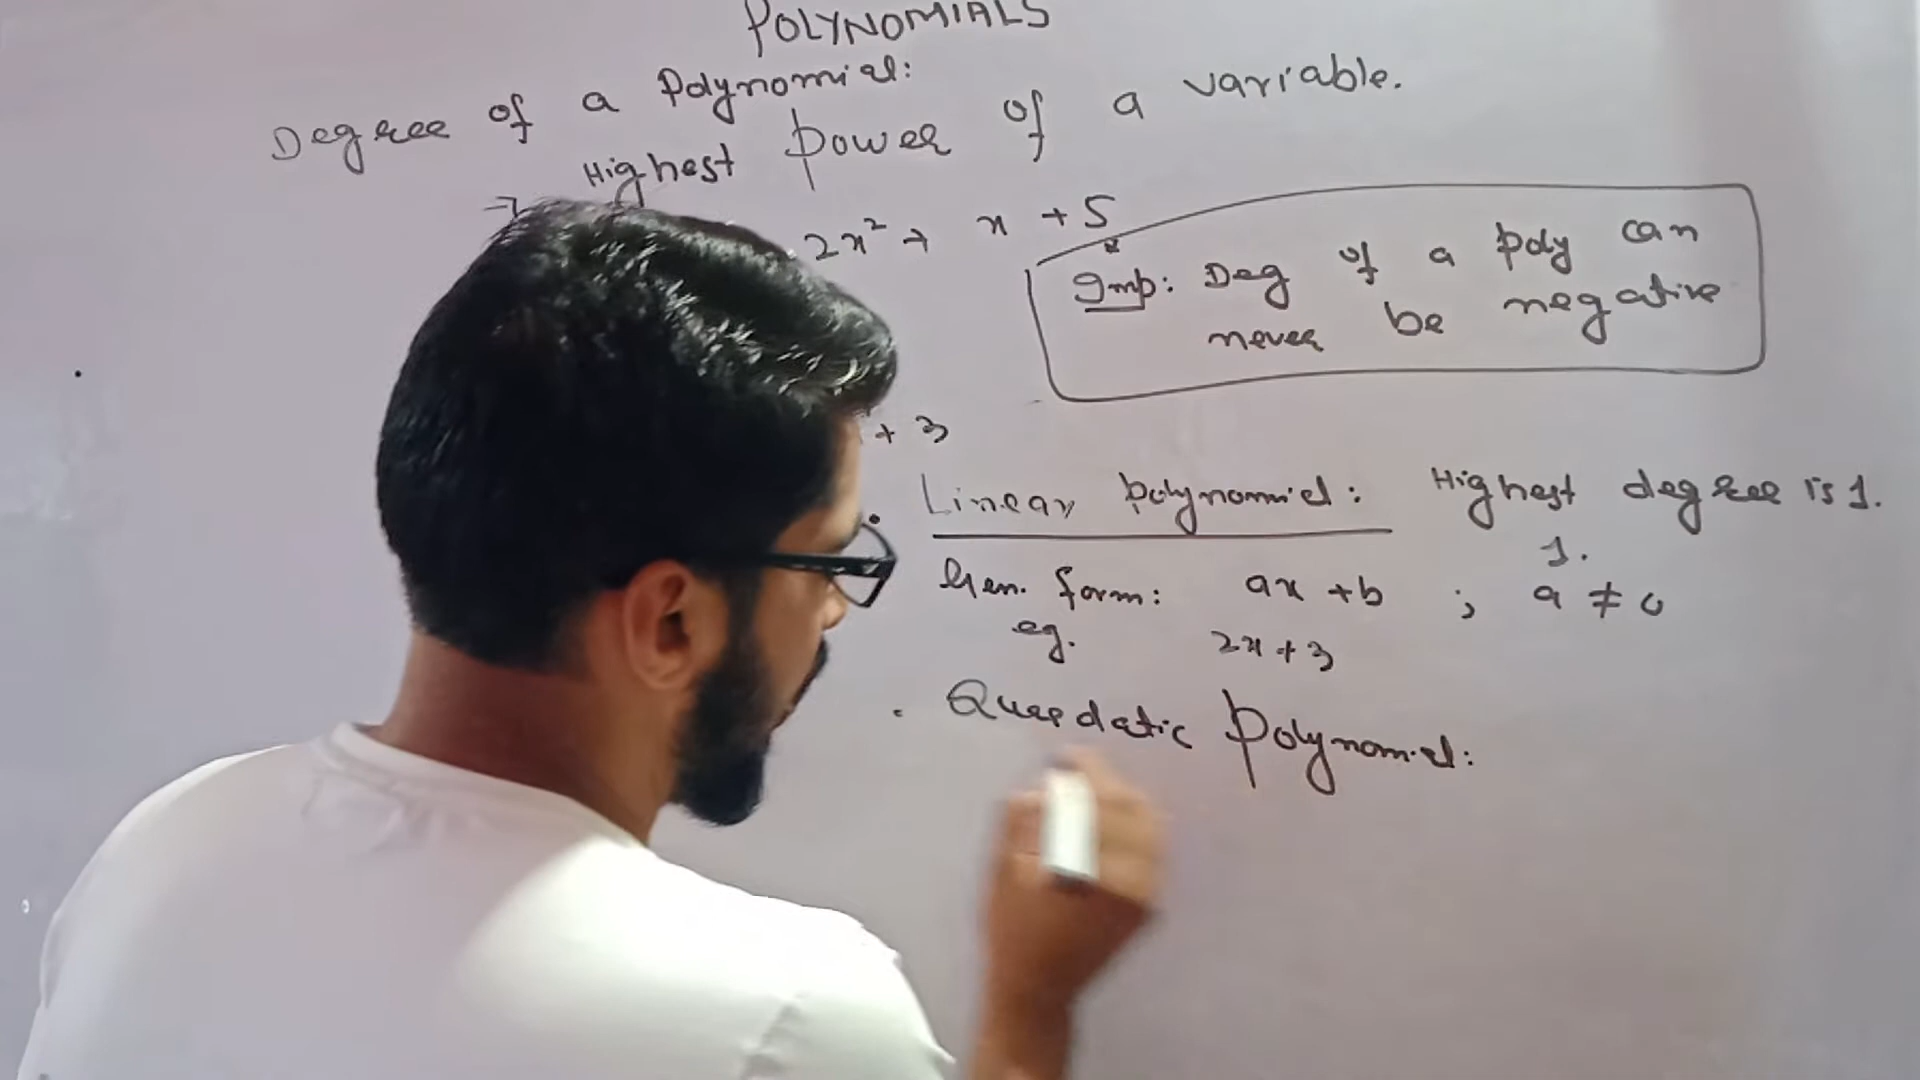 POLYNOMIALS
Degree of a Polynomial:
→ Highest power of a variable.
2x² + x + 5
Imp: Deg of a poly can
never be negative
+ 3
. Linear polynomial: Highest degree is 1.
1.
Gen. form: ax + b ; a ≠ 0
eg. 2x + 3
. Quardatic Polynomial: